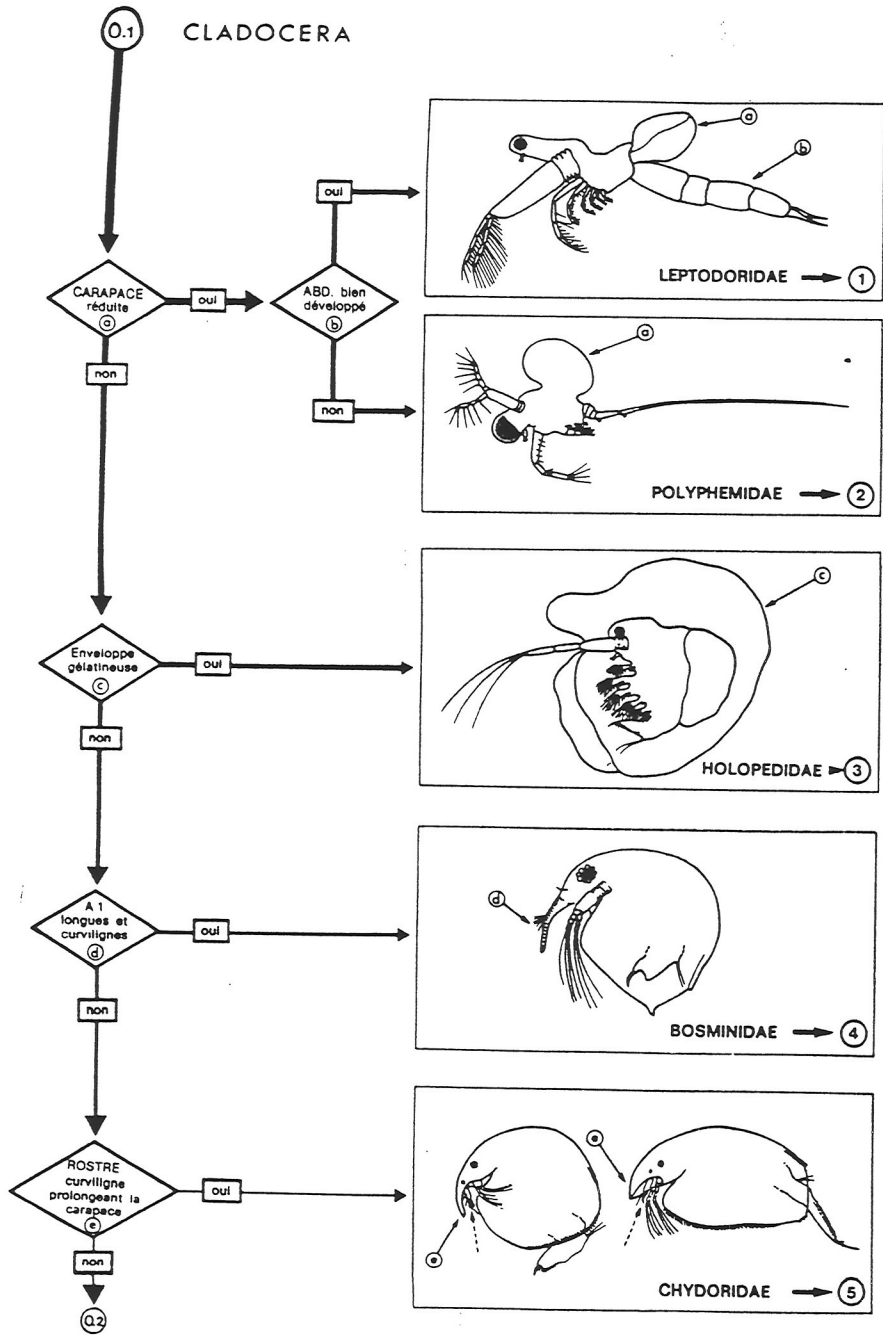 O.1 CLADOCERA
a
b
oui
LEPTODORIDAE 1
CARAPACE
réduite
a
oui
ABD. bien
développé
b
non
a
non
POLYPHEMIDAE 2
c
Enveloppe
gélatineuse
c
oui
non
HOLOPEDIDAE 3
d
A 1
longues et
curvilignes
d
oui
non
BOSMINIDAE 4
e
e
ROSTRE
curviligne
prolongeant la
carapace
e
oui
non
CHYDORIDAE 5
O.2